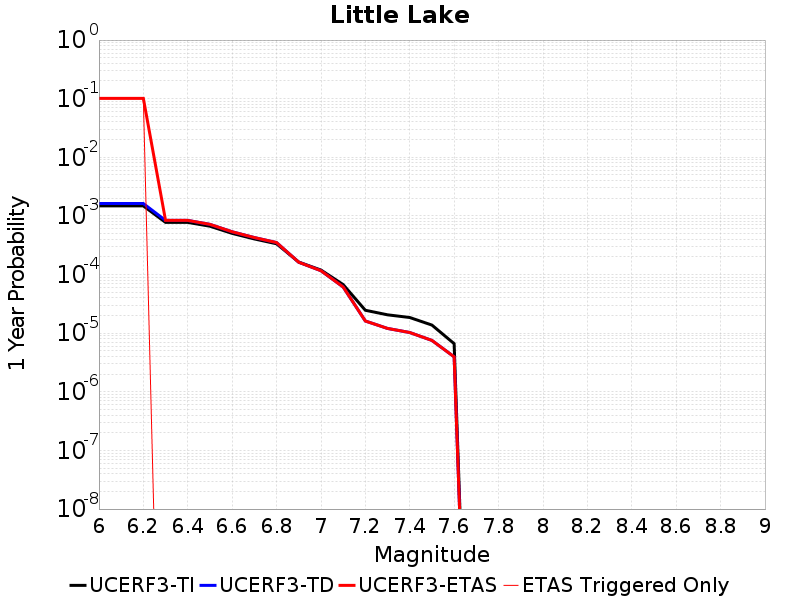 Little Lake
1 Year Probability
10^0
10^-1
10^-2
10^-3
10^-4
10^-5
10^-6
10^-7
10^-8
6 6.2 6.4 6.6 6.8 7 7.2 7.4 7.6 7.8 8 8.2 8.4 8.6 8.8 9
Magnitude
UCERF3-TI UCERF3-TD UCERF3-ETAS ETAS Triggered Only